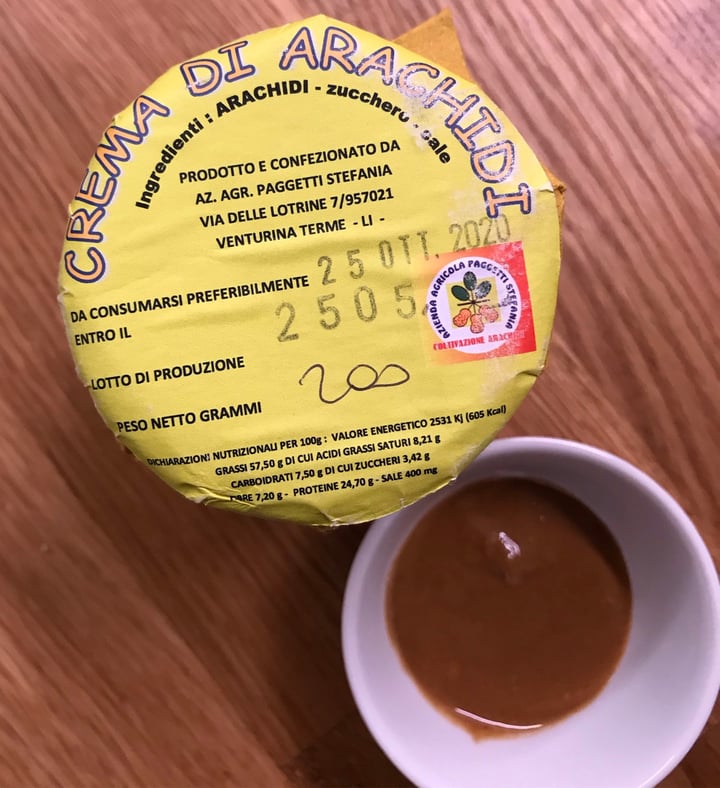 CREMA DI ARACHIDI
Ingredienti : ARACHIDI - zucchero - sale
PRODOTTO E CONFEZIONATO DA
AZ. AGR. PAGGETTI STEFANIA
VIA DELLE LOTRINE 7/957021
VENTURINA TERME - LI -
DA CONSUMARSI PREFERIBILMENTE
ENTRO IL
25 OTT. 2020
2505
LOTTO DI PRODUZIONE
PESO NETTO GRAMMI
200
AZIENDA AGRICOLA PAGGETTI STEFANIA
COLTIVAZIONE ARACHIDI
DICHIARAZIONI NUTRIZIONALI PER 100g : VALORE ENERGETICO 2531 Kj (605 Kcal)
GRASSI 57,50 g DI CUI ACIDI GRASSI SATURI 8,21 g
CARBOIDRATI 7,50 g DI CUI ZUCCHERI 3,42 g
FIBRE 7,20 g - PROTEINE 24,70 g - SALE 400 mg